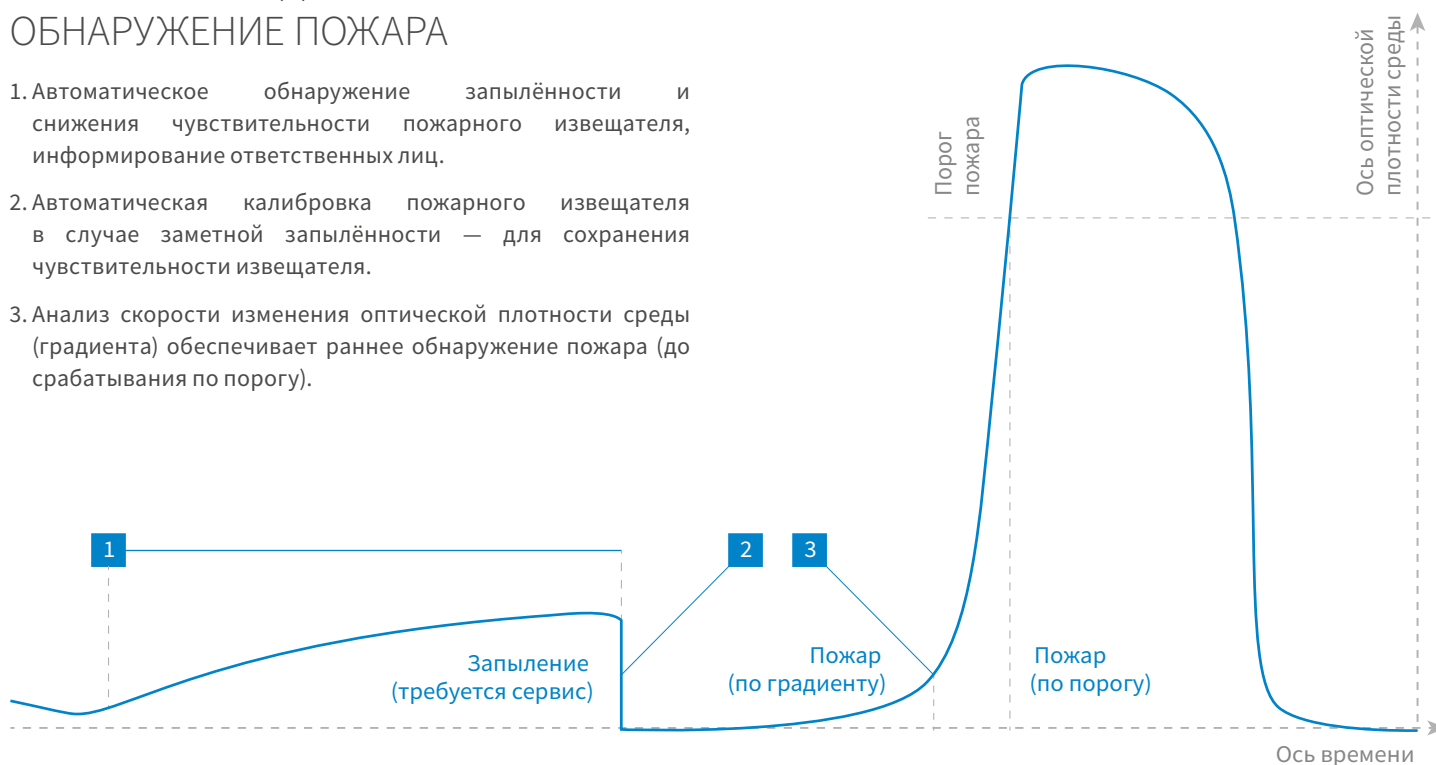 ОБНАРУЖЕНИЕ ПОЖАРА
1. Автоматическое обнаружение запылённости и
снижения чувствительности пожарного извещателя,
информирование ответственных лиц.
2. Автоматическая калибровка пожарного извещателя
в случае заметной запылённости — для сохранения
чувствительности извещателя.
3. Анализ скорости изменения оптической плотности среды
(градиента) обеспечивает раннее обнаружение пожара (до
срабатывания по порогу).
Порог
пожара
Ось оптической
плотности среды
1
2
3
Запыление
(требуется сервис)
Пожар
(по градиенту)
Пожар
(по порогу)
Ось времени